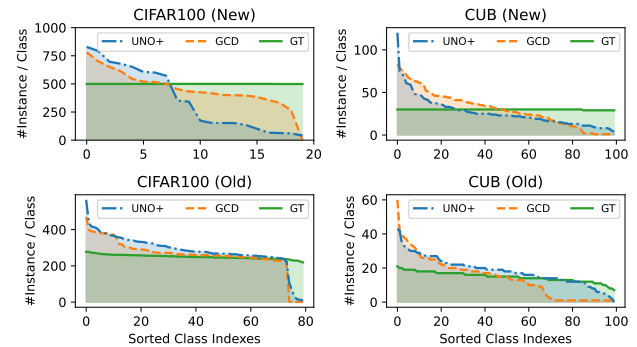 CIFAR100 (New)
#Instance / Class
1000
750
500
250
0
UNO+ GCD GT
0 5 10 15 20
CUB (New)
#Instance / Class
100
50
0
UNO+ GCD GT
0 20 40 60 80 100
CIFAR100 (Old)
#Instance / Class
400
200
0
UNO+ GCD GT
0 20 40 60 80
Sorted Class Indexes
CUB (Old)
#Instance / Class
60
40
20
0
UNO+ GCD GT
0 20 40 60 80 100
Sorted Class Indexes